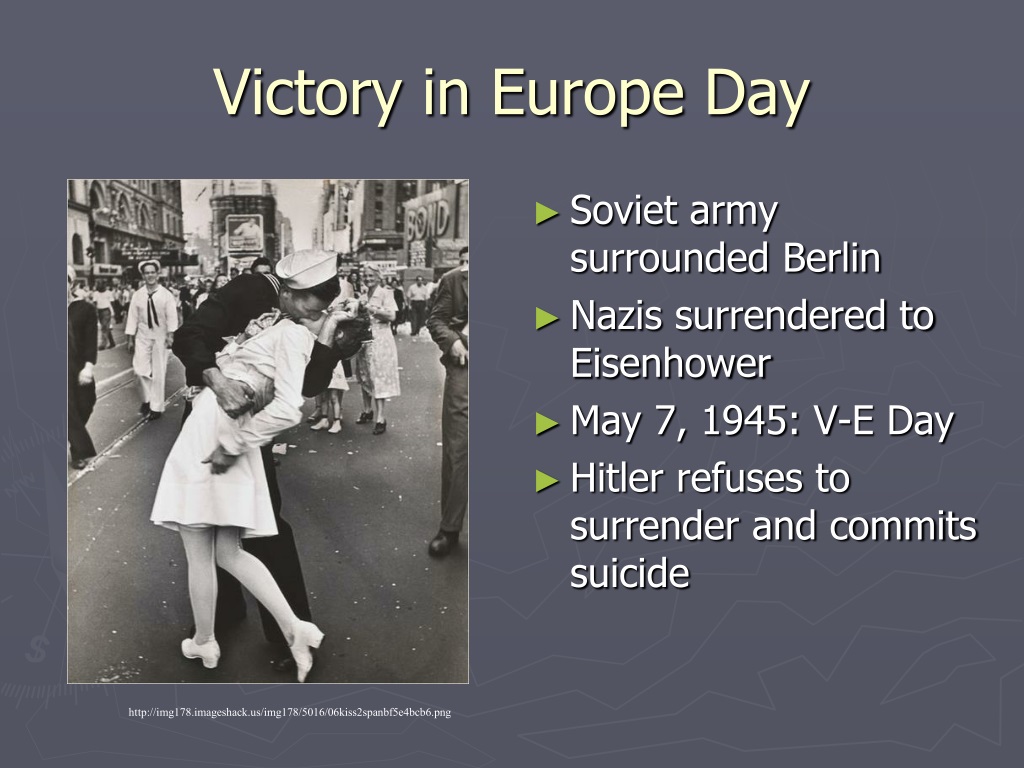 Victory in Europe Day
BOND
► Soviet army
surrounded Berlin
► Nazis surrendered to
Eisenhower
► May 7, 1945: V-E Day
► Hitler refuses to
surrender and commits
suicide
$
http://img178.imageshack.us/img178/5016/06kiss2spanbf5e4bcb6.png